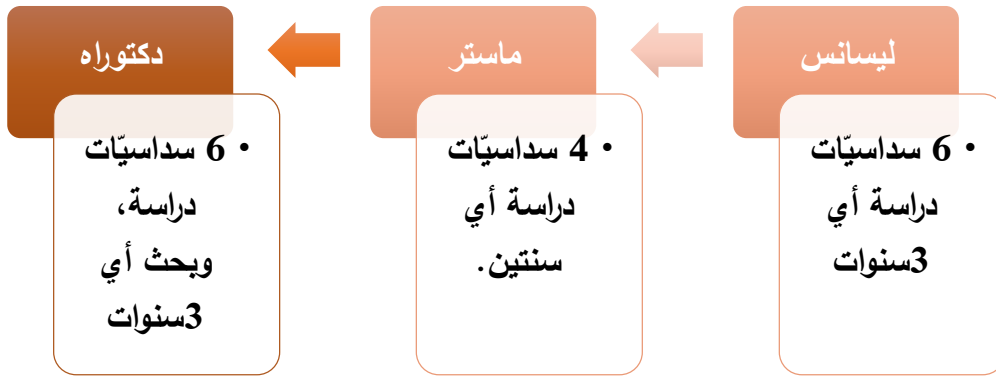 ليسانس
• 6 سداسيّات
دراسة أي
3سنوات
ماستر
• 4 سداسيّات
دراسة أي
سنتين.
دكتوراه
• 6 سداسيّات
دراسة،
وبحث أي
3سنوات